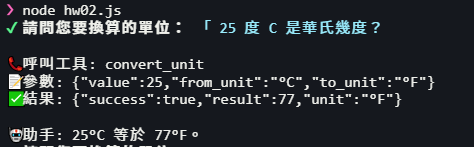 ❯ node hw02.js
✔ 請問您要換算的單位： 「 25 度 C 是華氏幾度？
📞呼叫工具: convert_unit
📝參數: {"value":25,"from_unit":"°C","to_unit":"°F"}
✅結果: {"success":true,"result":77,"unit":"°F"}
🤖助手: 25°C 等於 77°F。